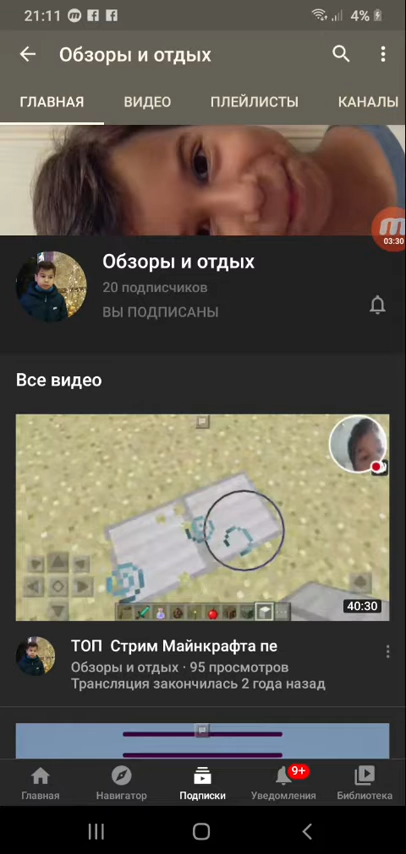 21:11 4%
Обзоры и отдых
ГЛАВНАЯ ВИДЕО ПЛЕЙЛИСТЫ КАНАЛЫ
03:30
Обзоры и отдых
20 подписчиков
ВЫ ПОДПИСАНЫ
Все видео
40:30
ТОП Стрим Майнкрафта пе
Обзоры и отдых · 95 просмотров
Трансляция закончилась 2 года назад
9+
Главная Навигатор Подписки Уведомления Библиотека